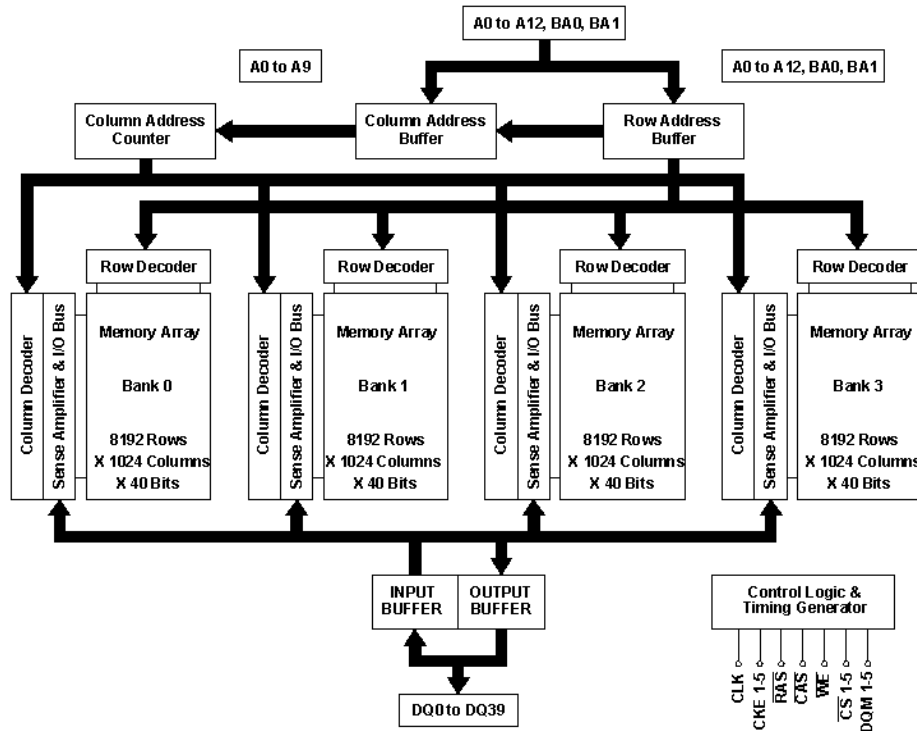 A0 to A12, BA0, BA1
A0 to A9
A0 to A12, BA0, BA1
Column Address
Counter
Column Address
Buffer
Row Address
Buffer
Row Decoder
Row Decoder
Row Decoder
Row Decoder
Column Decoder
Sense Amplifier & I/O Bus
Memory Array
Bank 0
8192 Rows
X 1024 Columns
X 40 Bits
Column Decoder
Sense Amplifier & I/O Bus
Memory Array
Bank 1
8192 Rows
X 1024 Columns
X 40 Bits
Column Decoder
Sense Amplifier & I/O Bus
Memory Array
Bank 2
8192 Rows
X 1024 Columns
X 40 Bits
Column Decoder
Sense Amplifier & I/O Bus
Memory Array
Bank 3
8192 Rows
X 1024 Columns
X 40 Bits
INPUT
BUFFER
OUTPUT
BUFFER
DQ0 to DQ39
Control Logic &
Timing Generator
CLK
CKE 1-5
RAS
CAS
WE
CS 1-5
DQM 1-5